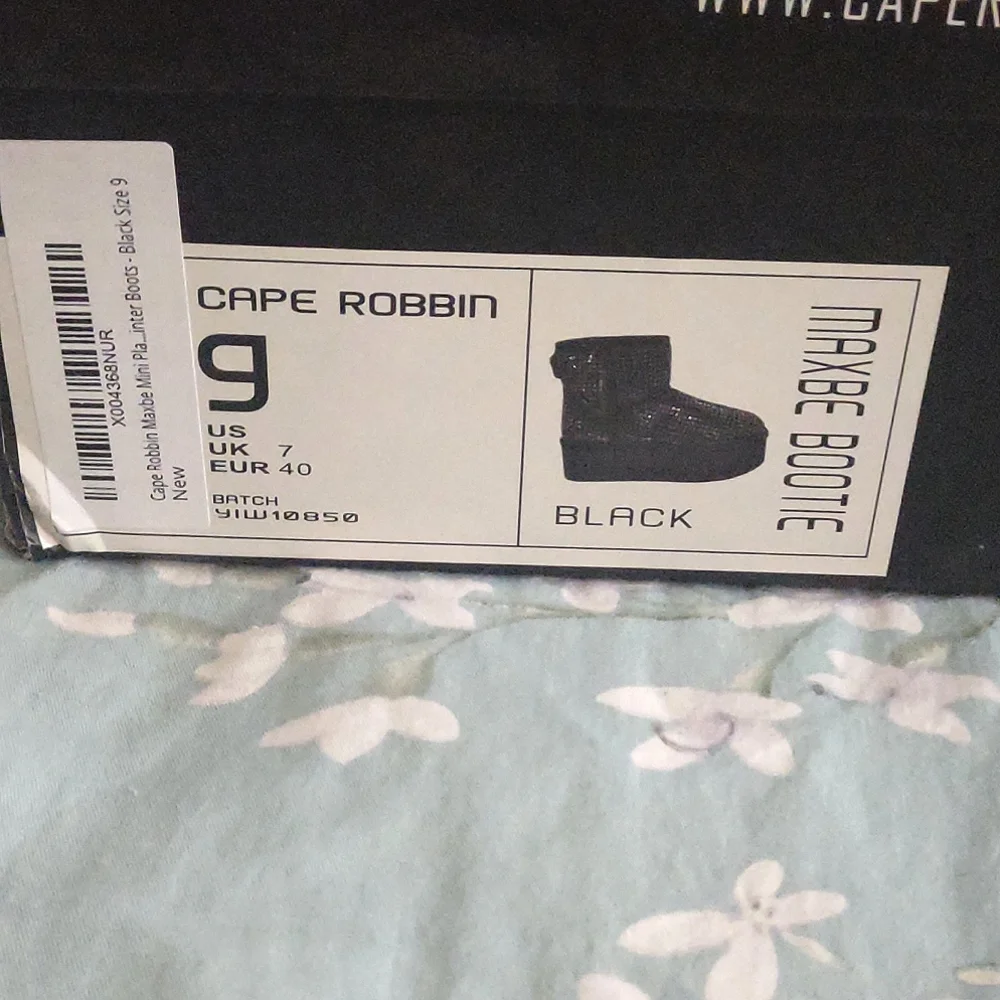 WWW.CAPER
X004368NUR
Cape Robbin Maxbe Mini Pla...inter Boots - Black Size 9
New
CAPE ROBBIN
9
US
UK 7
EUR 40
BATCH
YIW10850
BLACK
MAXBE BOOTIE